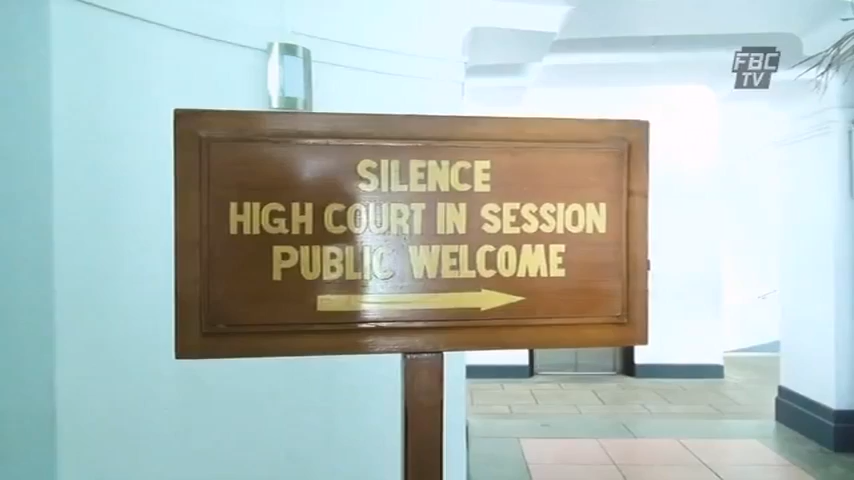 FBC
TV
SILENCE
HIGH COURT IN SESSION
PUBLIC WELCOME